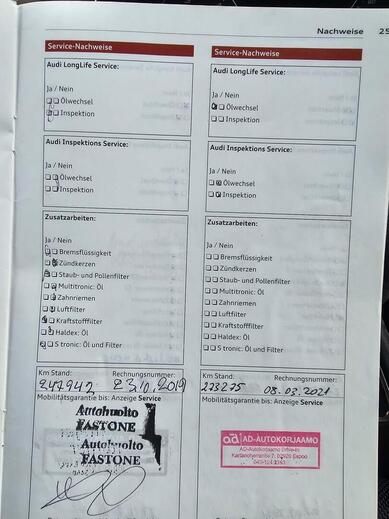 Nachweise 25
Service-Nachweise
Audi LongLife Service:
Ja / Nein
Ölwechsel
Inspektion
Audi Inspektions Service:
Ja / Nein
Ölwechsel
Inspektion
Zusatzarbeiten:
Ja / Nein
Bremsflüssigkeit
Zündkerzen
Staub- und Pollenfilter
Multitronic: Öl
Zahnriemen
Luftfilter
Kraftstofffilter
Haldex: Öl
S tronic: Öl und Filter
Km Stand: Rechnungsnummer:
247942 23.10.2019
Mobilitätsgarantie bis: Anzeige Service
Autohuolto
FASTONE
Autohuolto
FASTONE
Service-Nachweise
Audi LongLife Service:
Ja / Nein
Ölwechsel
Inspektion
Audi Inspektions Service:
Ja / Nein
Ölwechsel
Inspektion
Zusatzarbeiten:
Ja / Nein
Bremsflüssigkeit
Zündkerzen
Staub- und Pollenfilter
Multitronic: Öl
Zahnriemen
Luftfilter
Kraftstofffilter
Haldex: Öl
S tronic: Öl und Filter
Km Stand: Rechnungsnummer:
273275 08.03.2021
Mobilitätsgarantie bis: Anzeige Service
ad AD-AUTOKORJAAMO
02920 Espoo